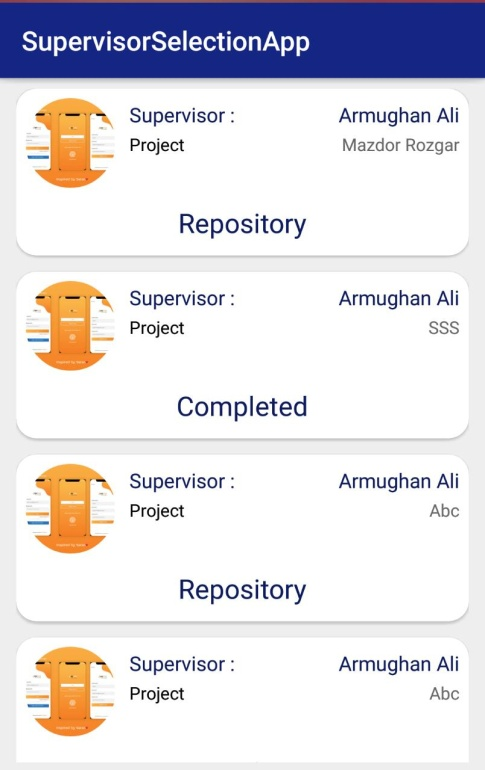 SupervisorSelectionApp
Supervisor : Armughan Ali
Project Mazdor Rozgar
Repository
Supervisor : Armughan Ali
Project SSS
Completed
Supervisor : Armughan Ali
Project Abc
Repository
Supervisor : Armughan Ali
Project Abc